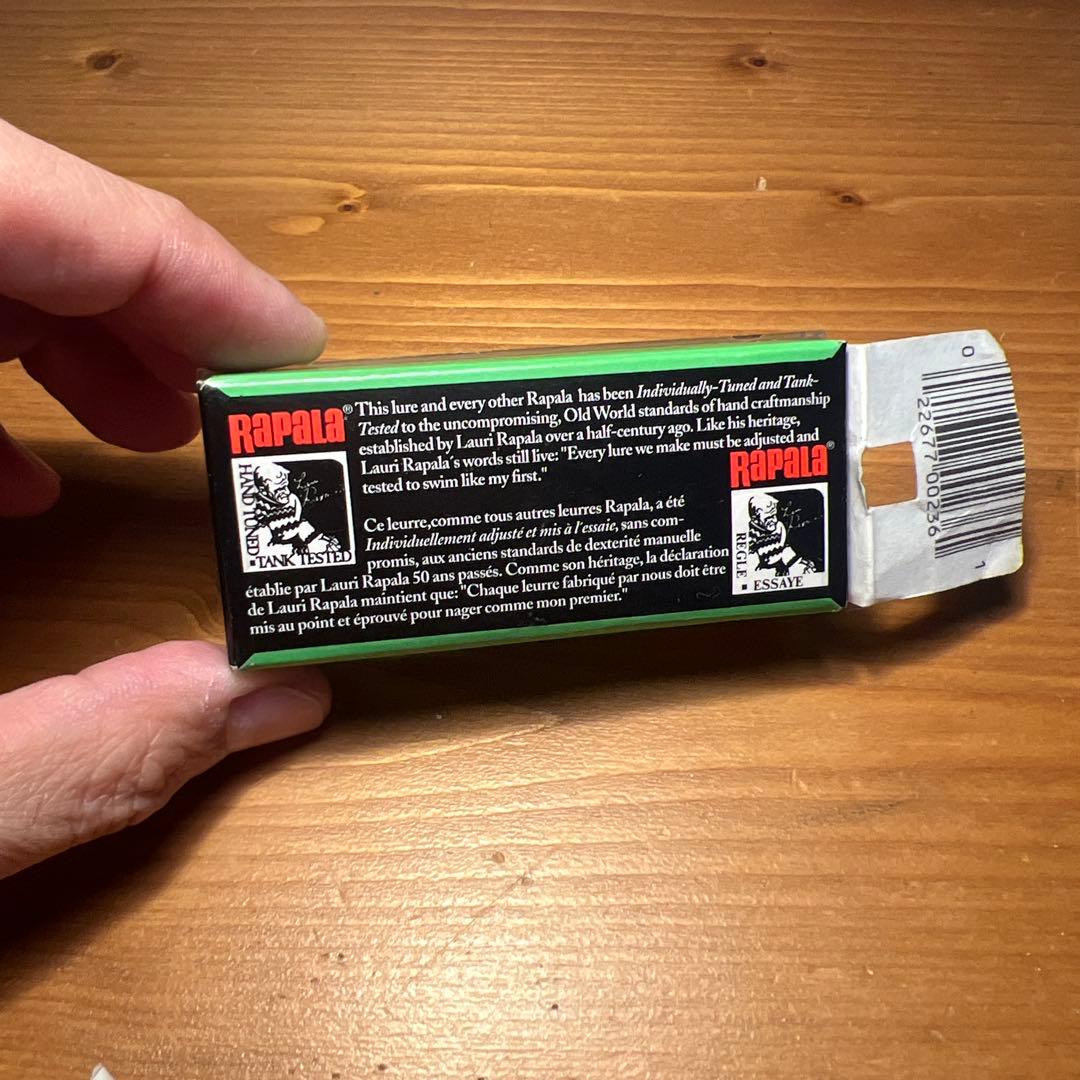 RAPALA®
HAND TUNED
TANK TESTED
This lure and every other Rapala has been Individually-Tuned and Tank-
Tested to the uncompromising, Old World standards of hand craftmanship
established by Lauri Rapala over a half-century ago. Like his heritage,
Lauri Rapala's words still live: "Every lure we make must be adjusted and
tested to swim like my first."
Ce leurre,comme tous autres leurres Rapala, a été
Individuellement adjusté et mis à l'essaie, sans com-
promis, aux anciens standards de dexterité manuelle
établie par Lauri Rapala 50 ans passés. Comme son héritage, la déclaration
de Lauri Rapala maintient que: "Chaque leurre fabriqué par nous doit être
mis au point et éprouvé pour nager comme mon premier."
RAPALA®
REGLE
ESSAYE
0 22677 00236 1